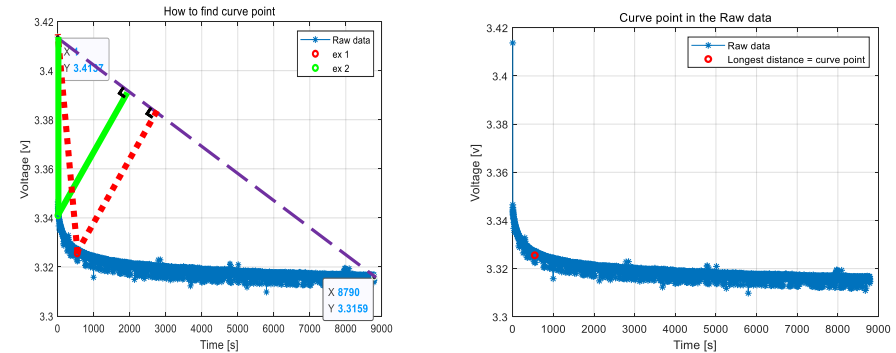 How to find curve point
3.42
3.4
3.38
3.36
3.34
3.32
3.3
Voltage [v]
0
1000
2000
3000
4000
5000
6000
7000
8000
9000
Time [s]
Raw data
ex 1
ex 2
X
Y 3.4137
X 8790
Y 3.3159
Curve point in the Raw data
3.42
3.4
3.38
3.36
3.34
3.32
3.3
Voltage [v]
0
1000
2000
3000
4000
5000
6000
7000
8000
9000
Time [s]
Raw data
Longest distance = curve point